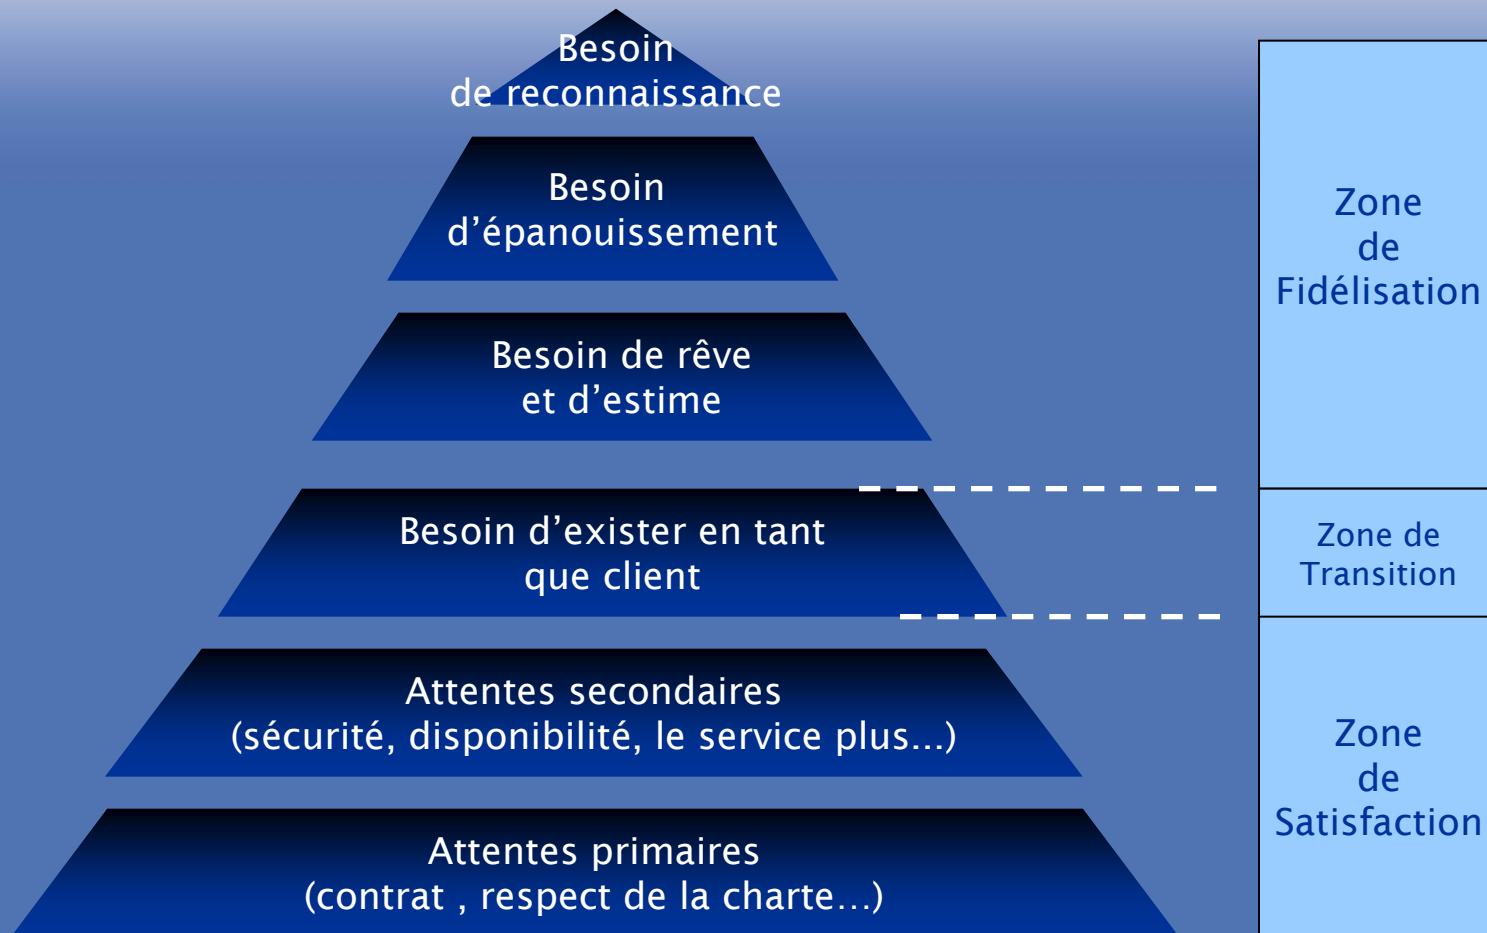 Besoin
de reconnaissance
Besoin
d’épanouissement
Besoin de rêve
et d’estime
Besoin d’exister en tant
que client
Attentes secondaires
(sécurité, disponibilité, le service plus...)
Attentes primaires
(contrat , respect de la charte…)
Zone
de
Fidélisation
Zone de
Transition
Zone
de
Satisfaction